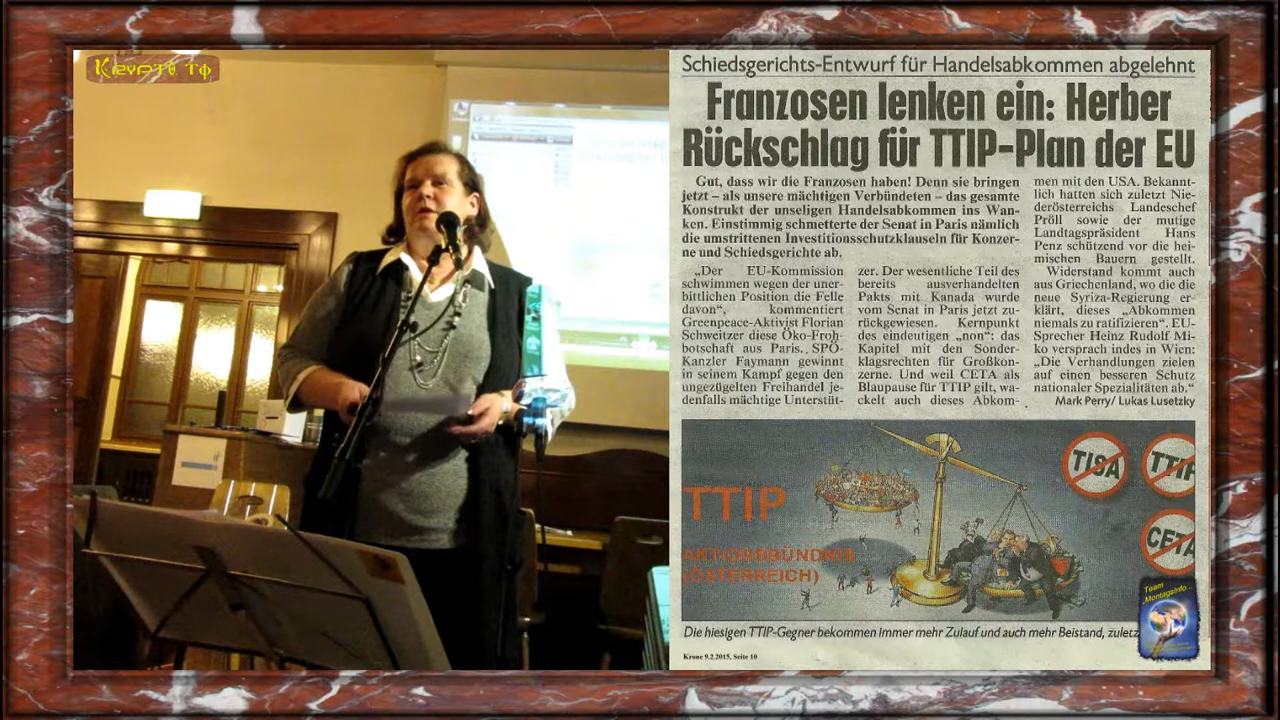 Krypto TV
Schiedsgerichts-Entwurf für Handelsabkommen abgelehnt
Franzosen lenken ein: Herber
Rückschlag für TTIP-Plan der EU
Gut, dass wir die Franzosen haben! Denn sie bringen
jetzt – als unsere mächtigen Verbündeten – das gesamte
Konstrukt der unseligen Handelsabkommen ins Wan-
ken. Einstimmig schmetterte der Senat in Paris nämlich
die umstrittenen Investitionsschutzklauseln für Konzer-
ne und Schiedsgerichte ab.
„Der EU-Kommission
schwimmen wegen der uner-
bittlichen Position die Felle
davon“, kommentiert
Greenpeace-Aktivist Florian
Schweitzer diese Öko-Froh-
botschaft aus Paris. SPÖ-
Kanzler Faymann gewinnt
in seinem Kampf gegen den
ungezügelten Freihandel je-
denfalls mächtige Unterstüt-
zer. Der wesentliche Teil des
bereits ausverhandelten
Pakts mit Kanada wurde
vom Senat in Paris jetzt zu-
rückgewiesen. Kernpunkt
des eindeutigen „non“: das
Kapitel mit den Sonder-
klagsrechten für Großkon-
zerne. Und weil CETA als
Blaupause für TTIP gilt, wa-
ckelt auch dieses Abkom-
men mit den USA. Bekannt-
lich hatten sich zuletzt Nie-
derösterreichs Landeschef
Pröll sowie der mutige
Landtagspräsident Hans
Penz schützend vor die hei-
mischen Bauern gestellt.
Widerstand kommt auch
aus Griechenland, wo die die
neue Syriza-Regierung er-
klärt, dieses „Abkommen
niemals zu ratifizieren“. EU-
Sprecher Heinz Rudolf Mi-
ko versprach indes in Wien:
„Die Verhandlungen zielen
auf einen besseren Schutz
nationaler Spezialitäten ab.“
Mark Perry/ Lukas Lusetzky
TISA
TTIP
CETA
TTIP
AKTIONSBÜNDNIS
(ÖSTERREICH)
Team
Montagsinfo...
Die hiesigen TTIP-Gegner bekommen immer mehr Zulauf und auch mehr Beistand, zuletz
Krone 9.2.2015, Seite 10